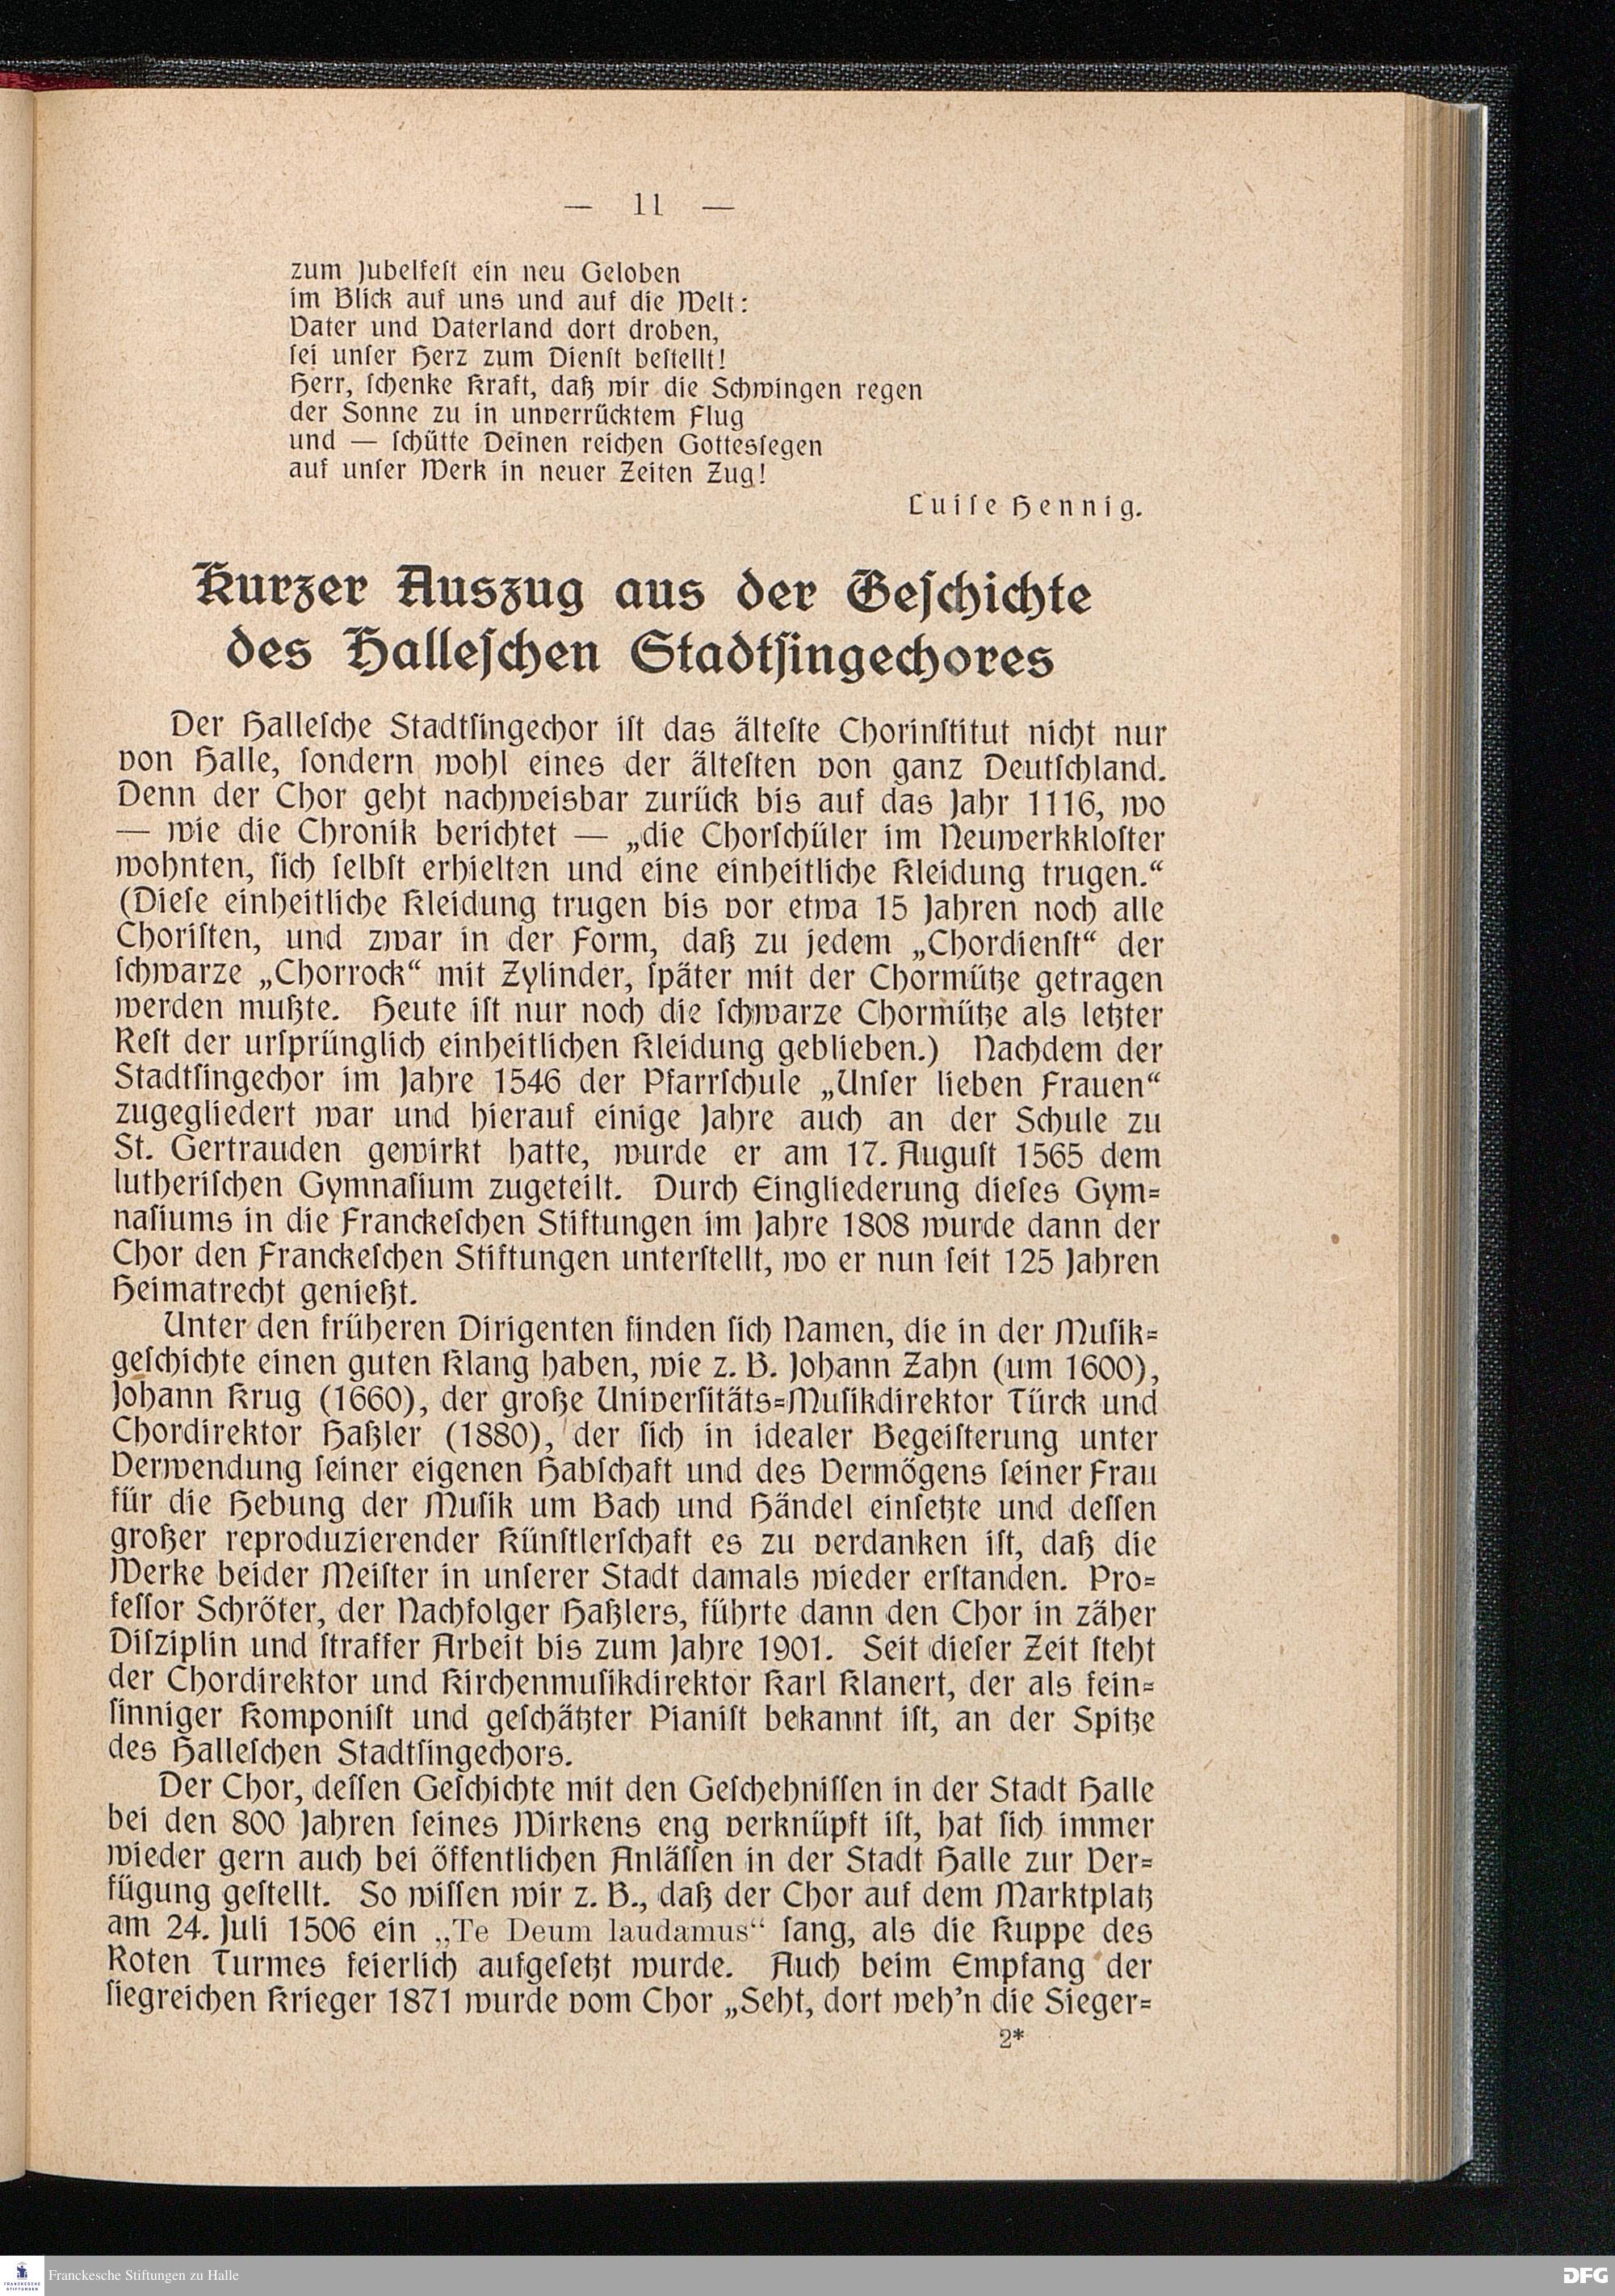 — 11 —
zum Jubelfest ein neu Geloben
im Blick auf uns und auf die Welt:
Vater und Vaterland dort droben,
sei unser Herz zum Dienst bestellt!
Herr, schenke Kraft, daß wir die Schwingen regen
der Sonne zu in unverrücktem Flug
und — schütte Deinen reichen Gottessegen
auf unser Werk in neuer Zeiten Zug!
Luise Hennig.
Kurzer Auszug aus der Geschichte
des Halleschen Stadtsingechores
Der Hallesche Stadtsingechor ist das älteste Chorinstitut nicht nur
von Halle, sondern wohl eines der ältesten von ganz Deutschland.
Denn der Chor geht nachweisbar zurück bis auf das Jahr 1116, wo
— wie die Chronik berichtet — „die Chorschüler im Neuwerkkloster
wohnten, sich selbst erhielten und eine einheitliche Kleidung trugen.“
(Diese einheitliche Kleidung trugen bis vor etwa 15 Jahren noch alle
Choristen, und zwar in der Form, daß zu jedem „Chordienst“ der
schwarze „Chorrock“ mit Zylinder, später mit der Chormütze getragen
werden mußte. Heute ist nur noch die schwarze Chormütze als letzter
Rest der ursprünglich einheitlichen Kleidung geblieben.) Nachdem der
Stadtsingechor im Jahre 1546 der Pfarrschule „Unser lieben Frauen“
zugegliedert war und hierauf einige Jahre auch an der Schule zu
St. Gertrauden gewirkt hatte, wurde er am 17. August 1565 dem
lutherischen Gymnasium zugeteilt. Durch Eingliederung dieses Gym-
nasiums in die Franckeschen Stiftungen im Jahre 1808 wurde dann der
Chor den Franckeschen Stiftungen unterstellt, wo er nun seit 125 Jahren
Heimatrecht genießt.
Unter den früheren Dirigenten finden sich Namen, die in der Musik-
geschichte einen guten Klang haben, wie z. B. Johann Zahn (um 1600),
Johann Krug (1660), der große Universitäts-Musikdirektor Türck und
Chordirektor Haßler (1880), der sich in idealer Begeisterung unter
Verwendung seiner eigenen Habschaft und des Vermögens seiner Frau
für die Hebung der Musik um Bach und Händel einsetzte und dessen
großer reproduzierender Künstlerschaft es zu verdanken ist, daß die
Werke beider Meister in unserer Stadt damals wieder erstanden. Pro-
fessor Schröter, der Nachfolger Haßlers, führte dann den Chor in zäher
Disziplin und straffer Arbeit bis zum Jahre 1901. Seit dieser Zeit steht
der Chordirektor und Kirchenmusikdirektor Karl Klanert, der als fein-
sinniger Komponist und geschätzter Pianist bekannt ist, an der Spitze
des Halleschen Stadtsingechors.
Der Chor, dessen Geschichte mit den Geschehnissen in der Stadt Halle
bei den 800 Jahren seines Wirkens eng verknüpft ist, hat sich immer
wieder gern auch bei öffentlichen Anlässen in der Stadt Halle zur Ver-
fügung gestellt. So wissen wir z. B., daß der Chor auf dem Marktplatz
am 24. Juli 1506 ein „Te Deum laudamus“ sang, als die Kuppe des
Roten Turmes feierlich aufgesetzt wurde. Auch beim Empfang der
siegreichen Krieger 1871 wurde vom Chor „Seht, dort weh’n die Sieger-
2*
FRANCKESCHE
STIFTUNGEN
Franckesche Stiftungen zu Halle
DFG